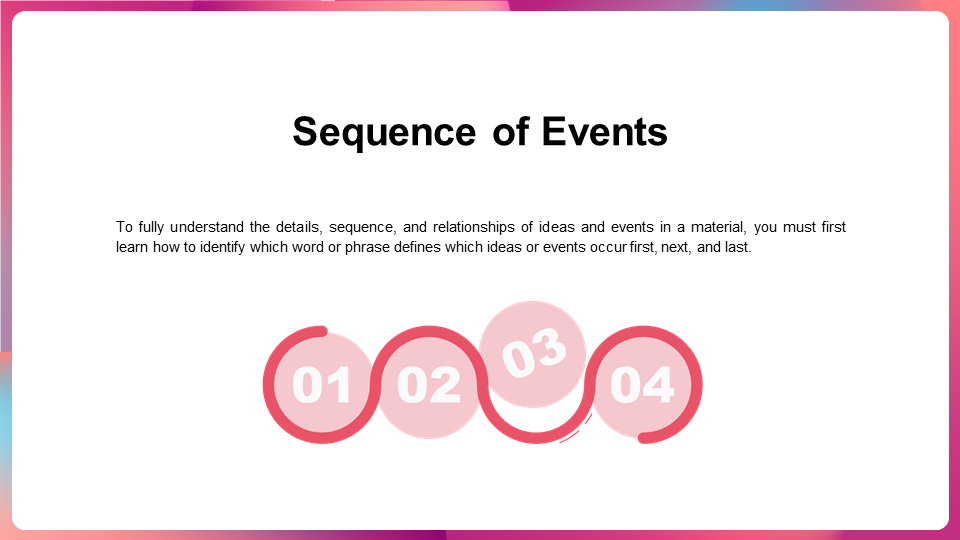 Sequence of Events
To fully understand the details, sequence, and relationships of ideas and events in a material, you must first
learn how to identify which word or phrase defines which ideas or events occur first, next, and last.
01 02 03 04